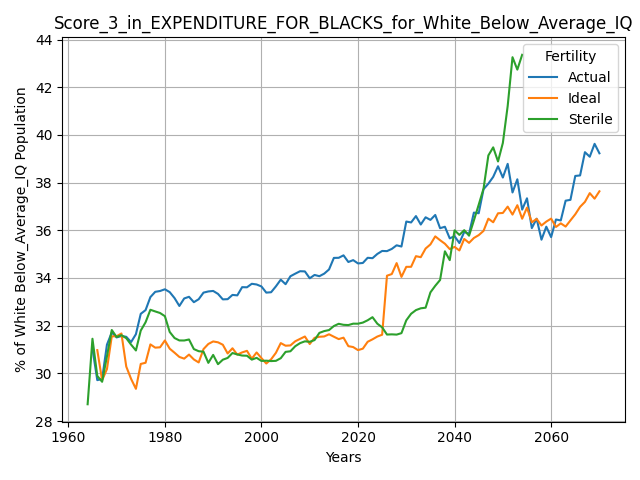 Score_3_in_EXPENDITURE_FOR_BLACKS_for_White_Below_Average_IQ
% of White Below_Average_IQ Population
44
42
40
38
36
34
32
30
28
Fertility
Actual
Ideal
Sterile
1960 1980 2000 2020 2040 2060
Years